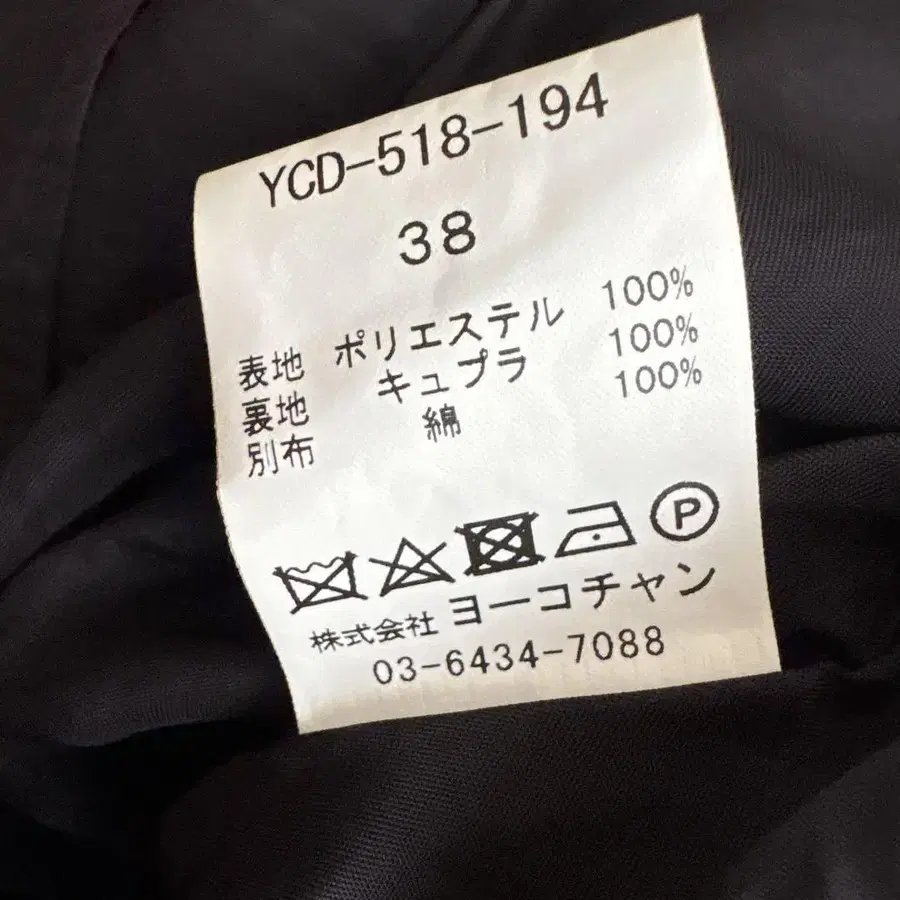 YCD-518-194
38
表地 ポリエステル 100%
裏地 キュプラ 100%
別布 綿 100%
P
株式会社 ヨーコチャン
03-6434-7088